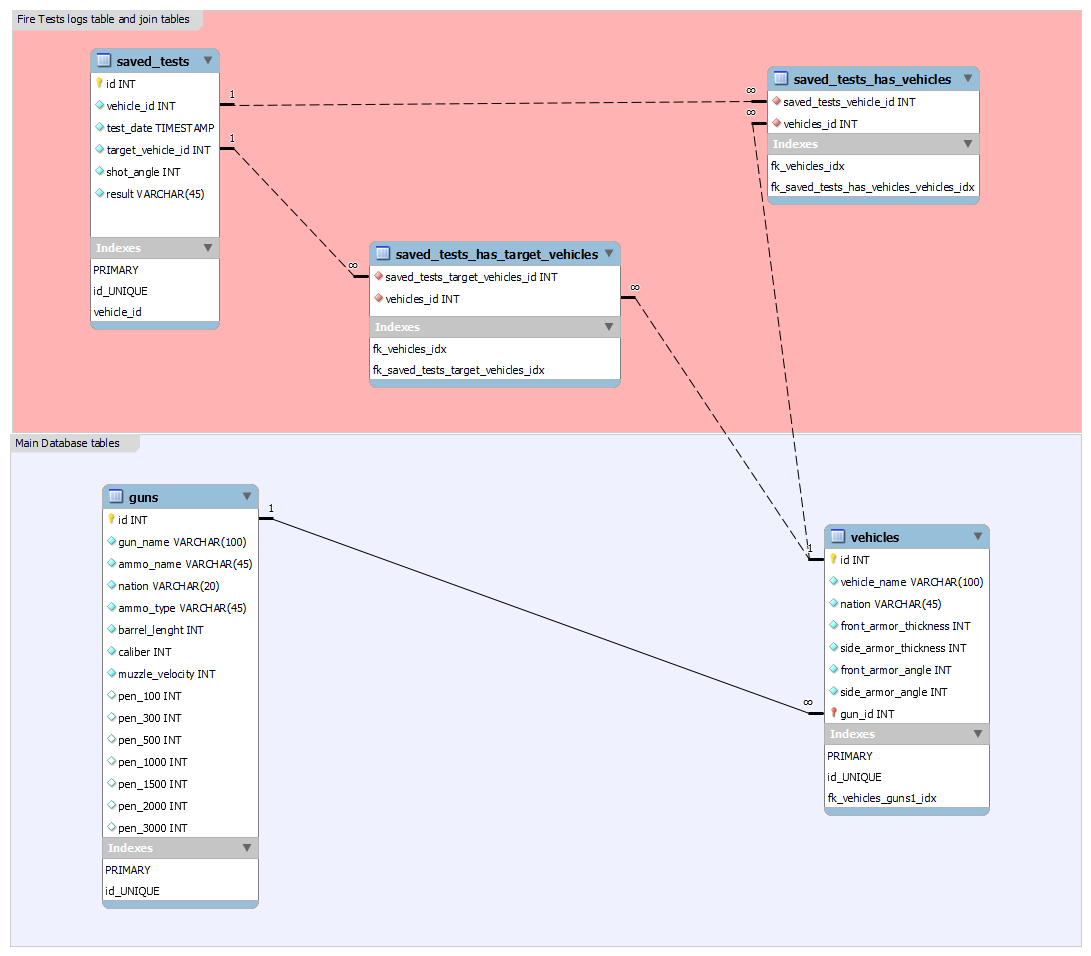 Fire Tests logs table and join tables
saved_tests
id INT
vehicle_id INT
test_date TIMESTAMP
target_vehicle_id INT
shot_angle INT
result VARCHAR(45)
Indexes
PRIMARY
id_UNIQUE
vehicle_id
1
1
∞
∞
saved_tests_has_vehicles
saved_tests_vehicle_id INT
vehicles_id INT
Indexes
fk_vehicles_idx
fk_saved_tests_has_vehicles_vehicles_idx
∞
saved_tests_has_target_vehicles
saved_tests_target_vehicles_id INT
vehicles_id INT
Indexes
fk_vehicles_idx
fk_saved_tests_target_vehicles_idx
∞
Main Database tables
guns
id INT
gun_name VARCHAR(100)
ammo_name VARCHAR(45)
nation VARCHAR(20)
ammo_type VARCHAR(45)
barrel_lenght INT
caliber INT
muzzle_velocity INT
pen_100 INT
pen_300 INT
pen_500 INT
pen_1000 INT
pen_1500 INT
pen_2000 INT
pen_3000 INT
Indexes
PRIMARY
id_UNIQUE
1
1
∞
vehicles
id INT
vehicle_name VARCHAR(100)
nation VARCHAR(45)
front_armor_thickness INT
side_armor_thickness INT
front_armor_angle INT
side_armor_angle INT
gun_id INT
Indexes
PRIMARY
id_UNIQUE
fk_vehicles_guns1_idx